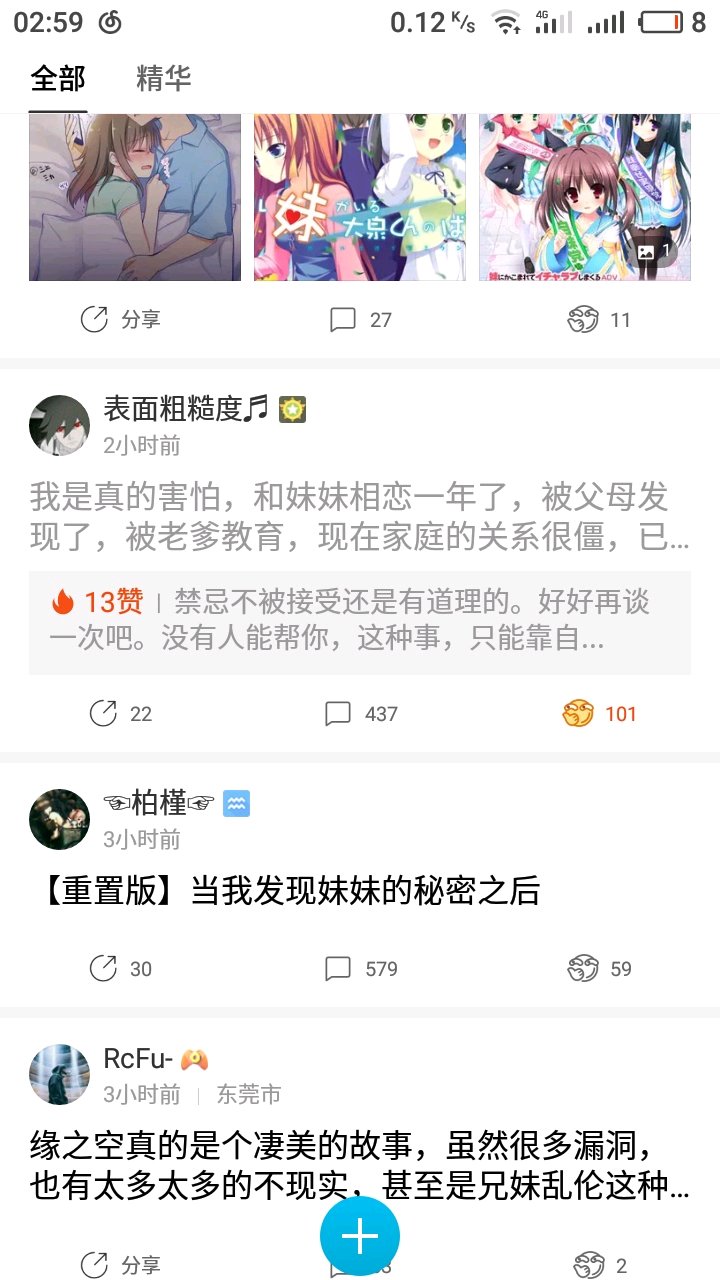 02:59 0.12 K/s 4G 8
全部 精华
妹 がいる
大泉くんのば
妹にかこまれてイチャラブしまくるADV
1
分享 27 11
表面粗糙度🎵
2小时前
我是真的害怕，和妹妹相恋一年了，被父母发
现了，被老爹教育，现在家庭的关系很僵，已...
13赞 | 禁忌不被接受还是有道理的。好好再谈
一次吧。没有人能帮你，这种事，只能靠自...
22 437 101
☜柏槿☞
3小时前
【重置版】当我发现妹妹的秘密之后
30 579 59
RcFu-
3小时前 | 东莞市
缘之空真的是个凄美的故事，虽然很多漏洞，
也有太多太多的不现实，甚至是兄妹乱伦这种...
分享 2